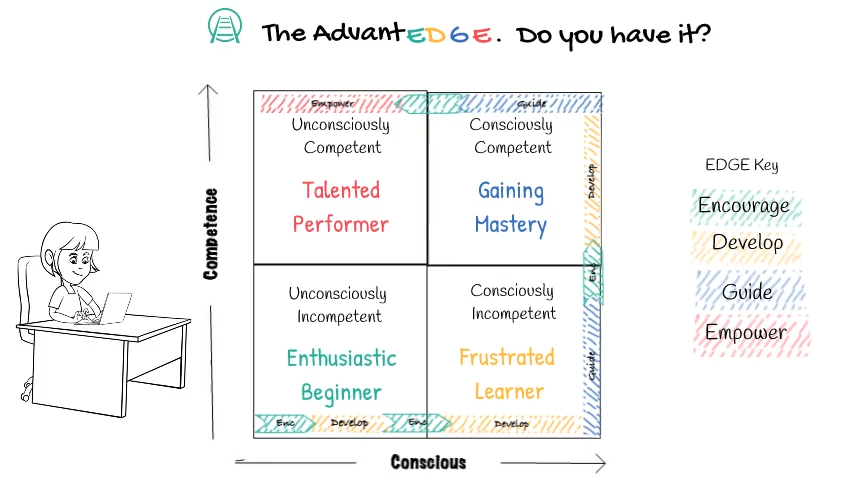 The AdvantEDGE. Do you have it?
Empower
Guide
Unconsciously
Competent
Talented
Performer
Consciously
Competent
Gaining
Mastery
Develop
Enc
Guide
Unconsciously
Incompetent
Enthusiastic
Beginner
Consciously
Incompetent
Frustrated
Learner
Enc
Develop
Enc
Develop
Competence
Conscious
EDGE Key
Encourage
Develop
Guide
Empower